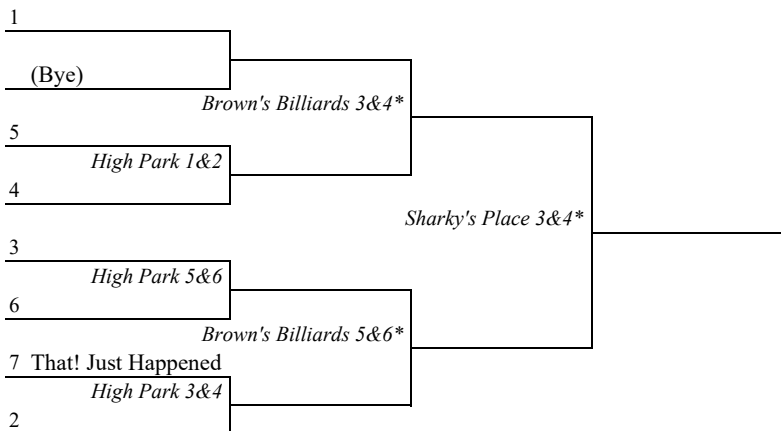 1
(Bye)
Brown's Billiards 3&4*
5
High Park 1&2
4
Sharky's Place 3&4*
3
High Park 5&6
6
Brown's Billiards 5&6*
7 That! Just Happened
High Park 3&4
2